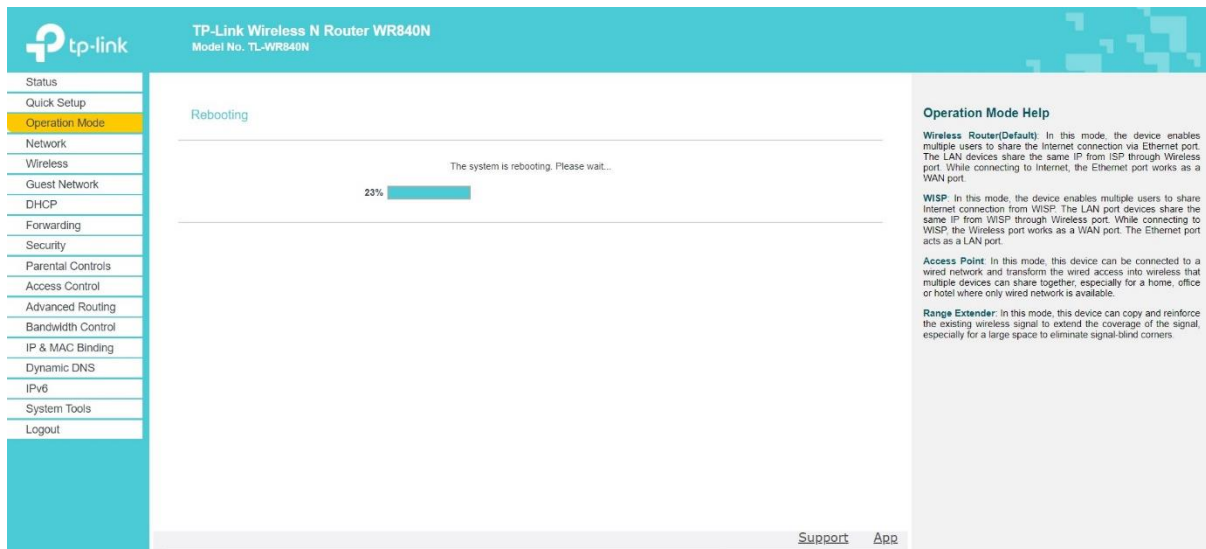 tp-link
TP-Link Wireless N Router WR840N
Model No. TL-WR840N
Status
Quick Setup
Operation Mode
Network
Wireless
Guest Network
DHCP
Forwarding
Security
Parental Controls
Access Control
Advanced Routing
Bandwidth Control
IP & MAC Binding
Dynamic DNS
IPv6
System Tools
Logout
Rebooting
The system is rebooting. Please wait...
23%
Operation Mode Help
Wireless Router(Default): In this mode, the device enables
multiple users to share the Internet connection via Ethernet port.
The LAN devices share the same IP from ISP through Wireless
port. While connecting to Internet, the Ethernet port works as a
WAN port.
WISP: In this mode, the device enables multiple users to share
Internet connection from WISP. The LAN port devices share the
same IP from WISP through Wireless port. While connecting to
WISP, the Wireless port works as a WAN port. The Ethernet port
acts as a LAN port.
Access Point: In this mode, this device can be connected to a
wired network and transform the wired access into wireless that
multiple devices can share together, especially for a home, office
or hotel where only wired network is available.
Range Extender: In this mode, this device can copy and reinforce
the existing wireless signal to extend the coverage of the signal,
especially for a large space to eliminate signal-blind corners.
Support App